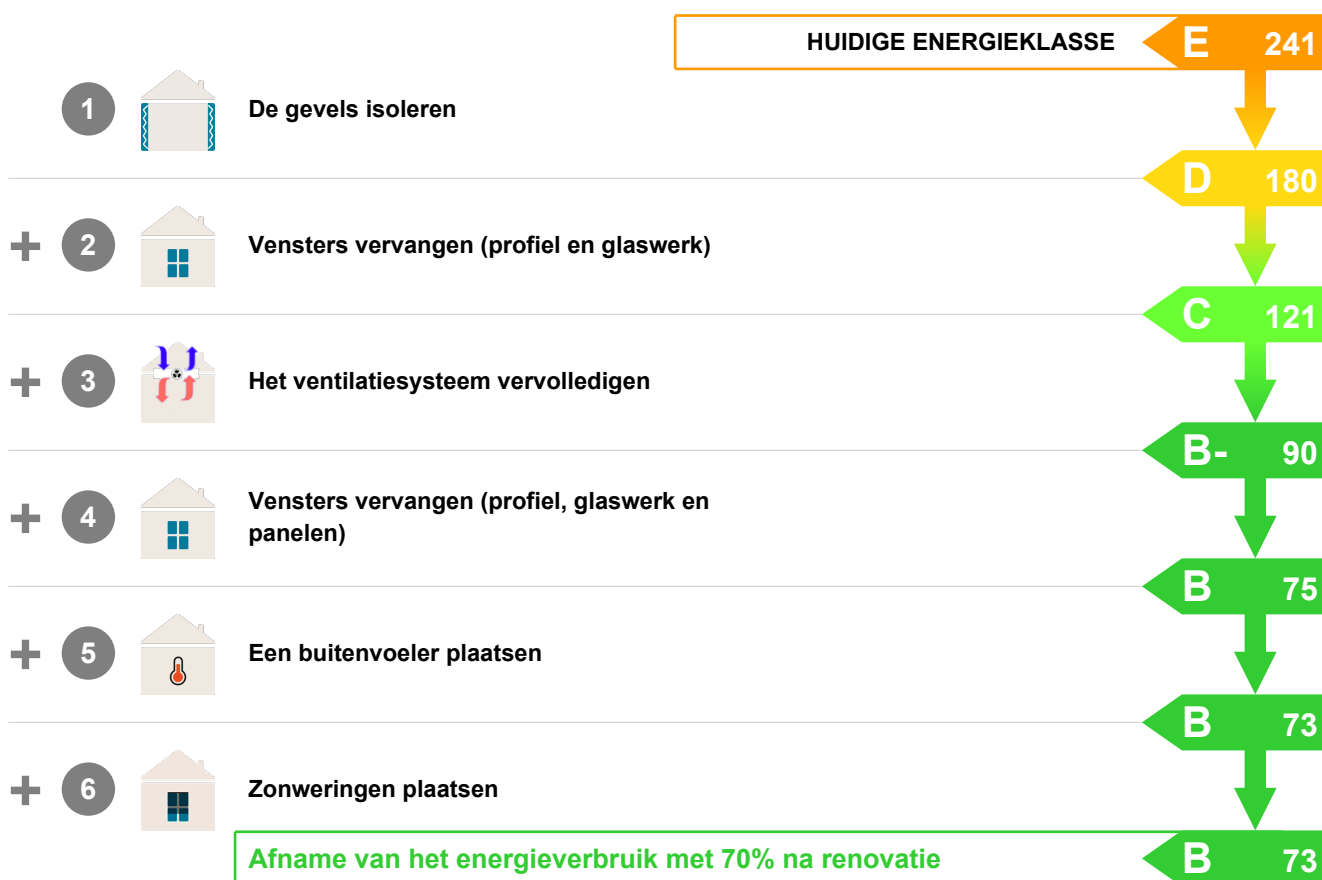 HUIDIGE ENERGIEKLASSE E 241
1 De gevels isoleren
D 180
+ 2 Vensters vervangen (profiel en glaswerk)
C 121
+ 3 Het ventilatiesysteem vervolledigen
B- 90
+ 4 Vensters vervangen (profiel, glaswerk en
panelen)
B 75
+ 5 Een buitenvoeler plaatsen
B 73
+ 6 Zonweringen plaatsen
Afname van het energieverbruik met 70% na renovatie B 73